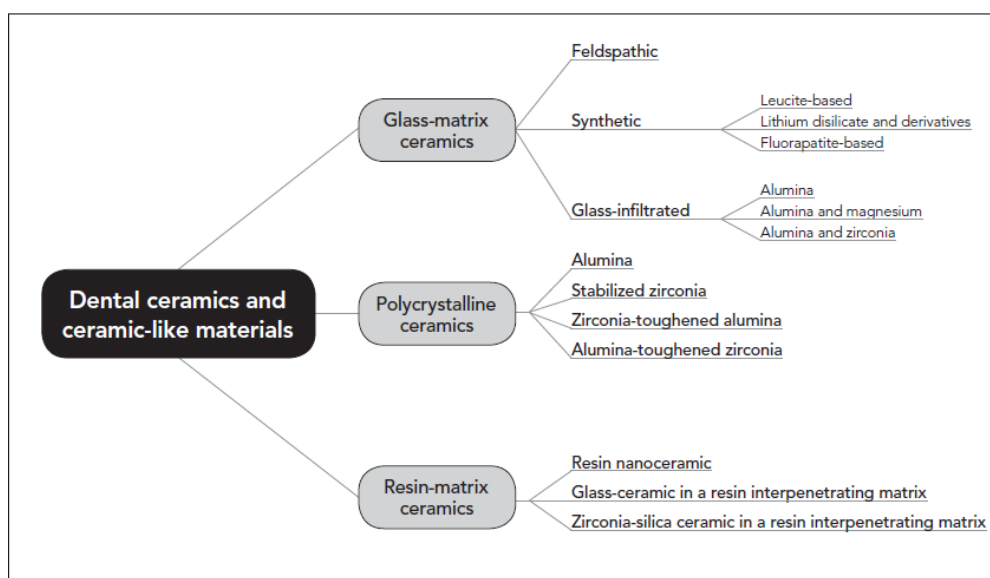 Dental ceramics and
ceramic-like materials
Glass-matrix
ceramics
Feldspathic
Synthetic
Leucite-based
Lithium disilicate and derivatives
Fluorapatite-based
Glass-infiltrated
Alumina
Alumina and magnesium
Alumina and zirconia
Polycrystalline
ceramics
Alumina
Stabilized zirconia
Zirconia-toughened alumina
Alumina-toughened zirconia
Resin-matrix
ceramics
Resin nanoceramic
Glass-ceramic in a resin interpenetrating matrix
Zirconia-silica ceramic in a resin interpenetrating matrix